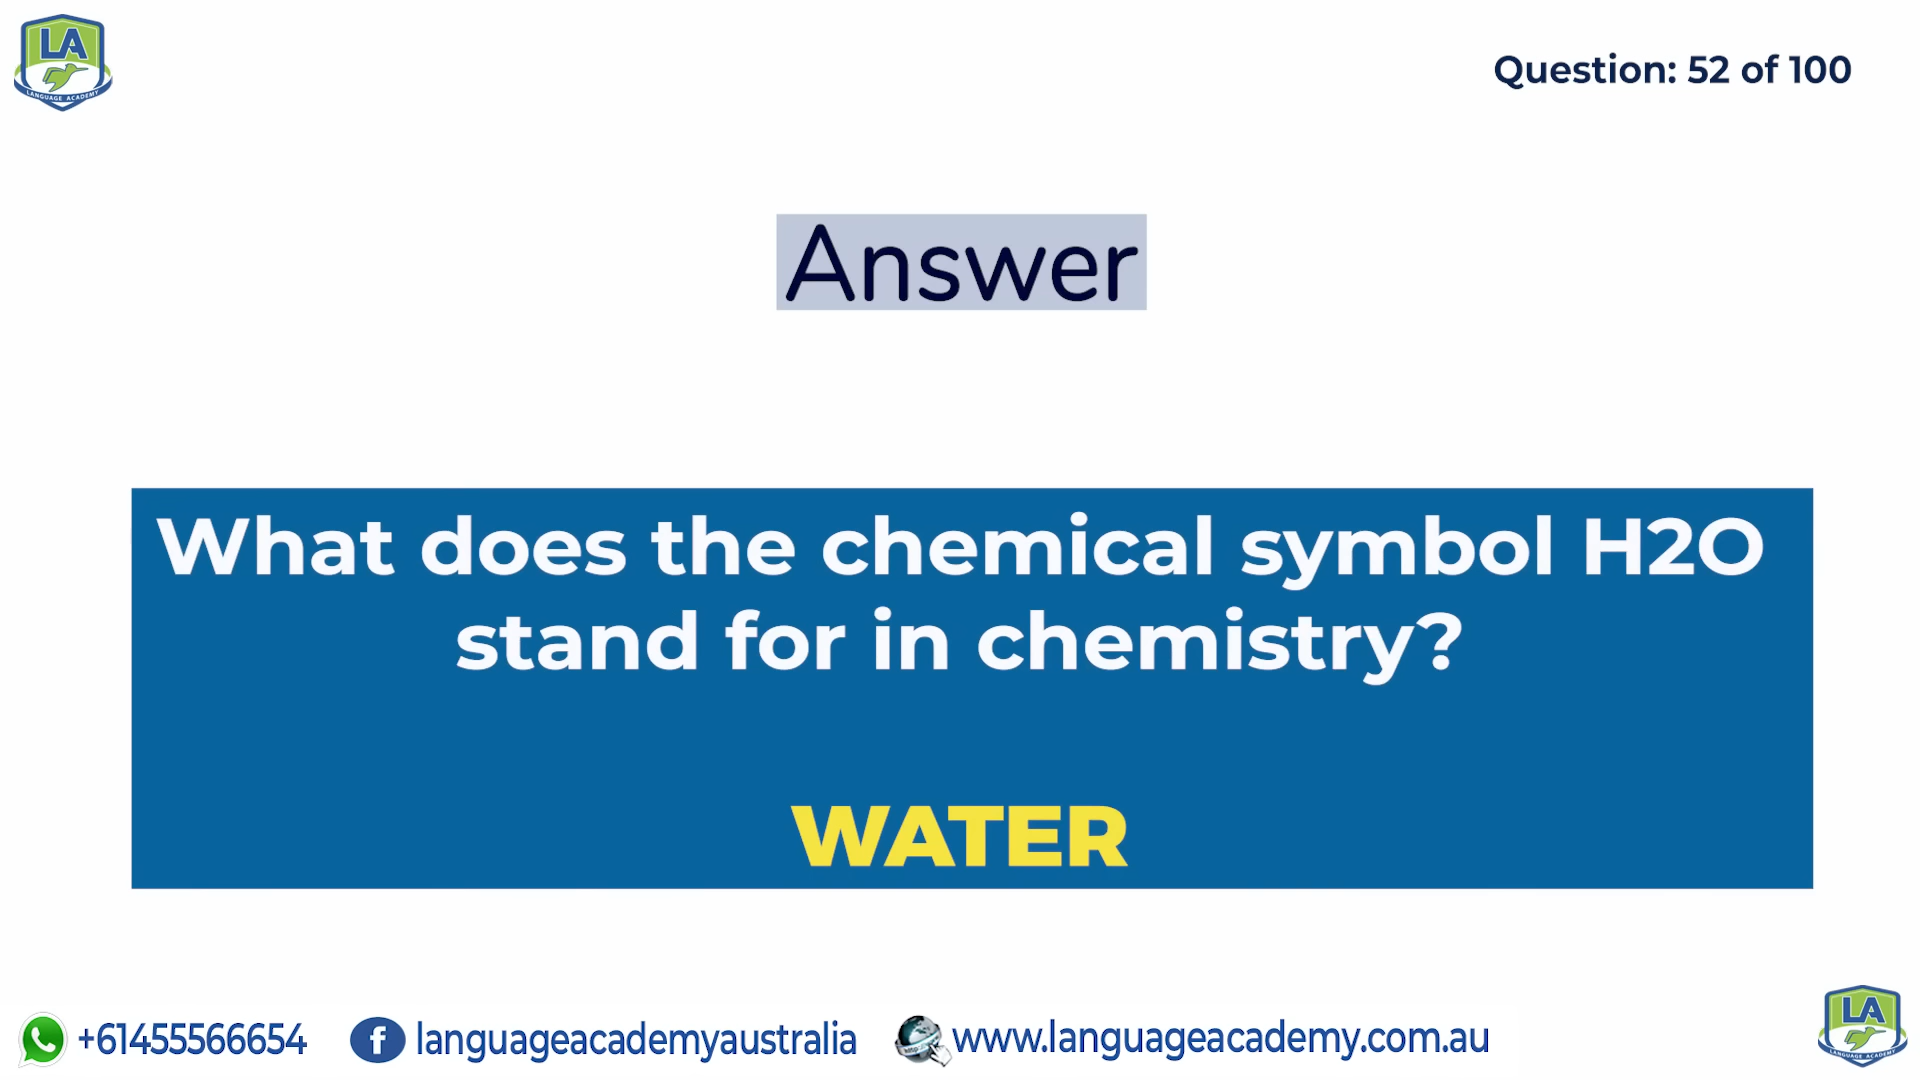 LA
LANGUAGE ACADEMY
Question: 52 of 100
Answer
What does the chemical symbol H2O
stand for in chemistry?
WATER
+61455566654
f
languageacademyaustralia
http
www.languageacademy.com.au
LA
LANGUAGE ACADEMY